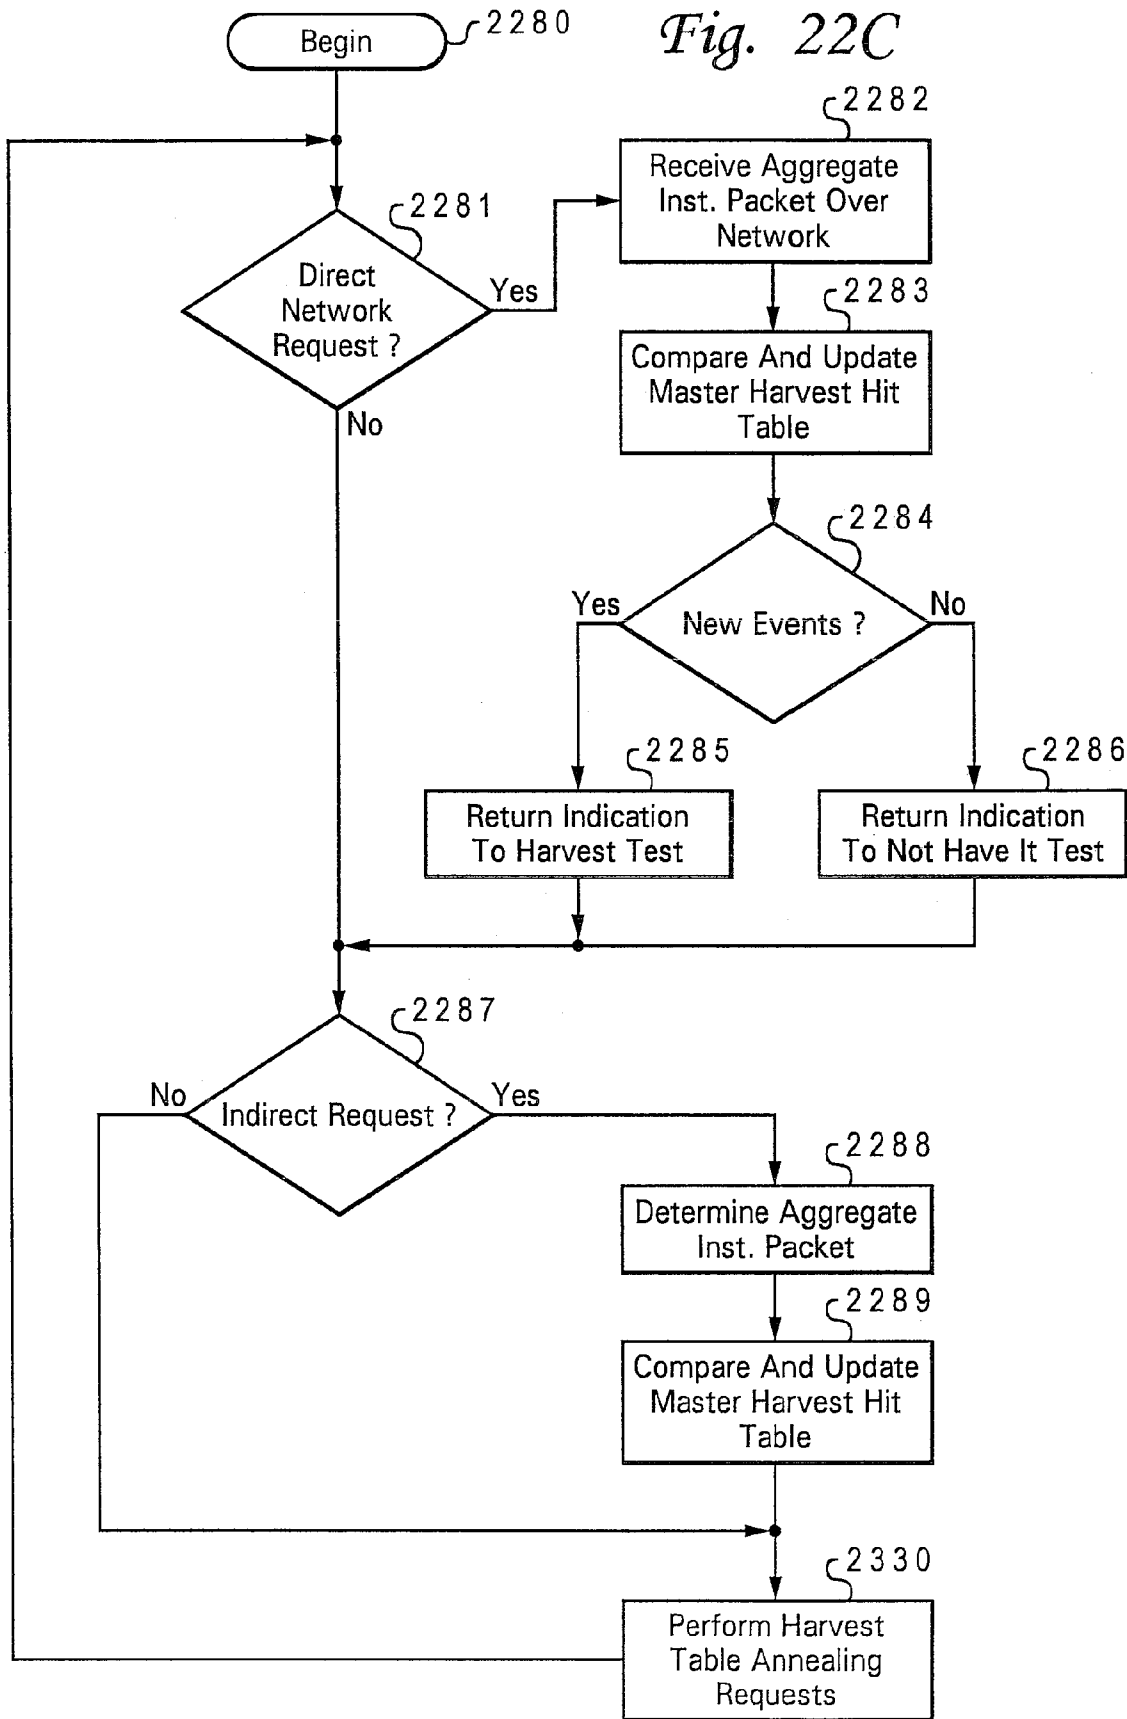 Begin
2280
Fig. 22C
2282
Receive Aggregate
Inst. Packet Over
Network
2281
Direct
Network
Request ?
Yes
No
2283
Compare And Update
Master Harvest Hit
Table
2284
New Events ?
Yes
No
2285
Return Indication
To Harvest Test
2286
Return Indication
To Not Have It Test
2287
Indirect Request ?
No
Yes
2288
Determine Aggregate
Inst. Packet
2289
Compare And Update
Master Harvest Hit
Table
2330
Perform Harvest
Table Annealing
Requests